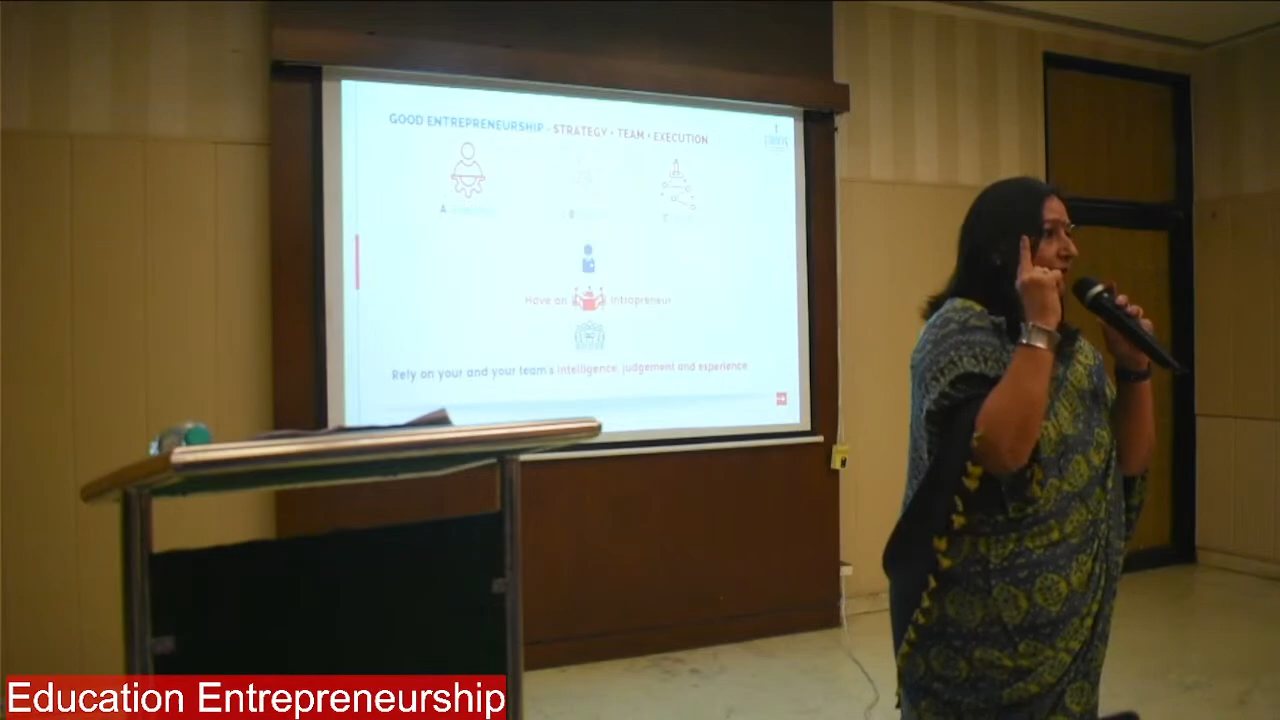 GOOD ENTREPRENEURSHIP - STRATEGY • TEAM • EXECUTION
A
B
C
Have an intrapreneur
Rely on your and your team's intelligence, judgement and experience
Education Entrepreneurship